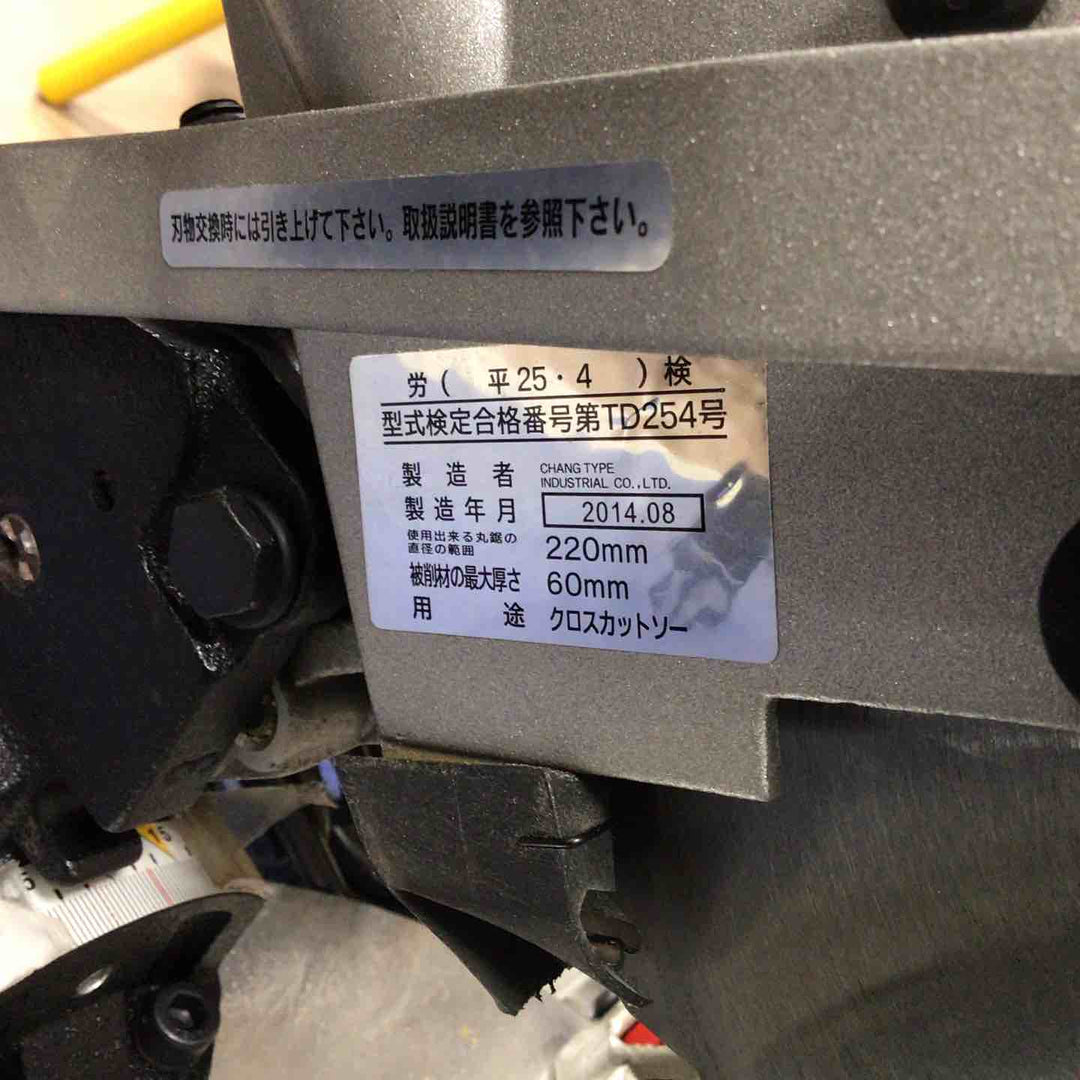 刃物交換時には引き上げて下さい。取扱説明書を参照下さい。
労( 平25・4 )検
型式検定合格番号第TD254号
製造者 CHANG TYPE
INDUSTRIAL CO.,LTD.
製造年月 2014.08
使用出来る丸鋸の
直径の範囲 220mm
被削材の最大厚さ 60mm
用途 クロスカットソー